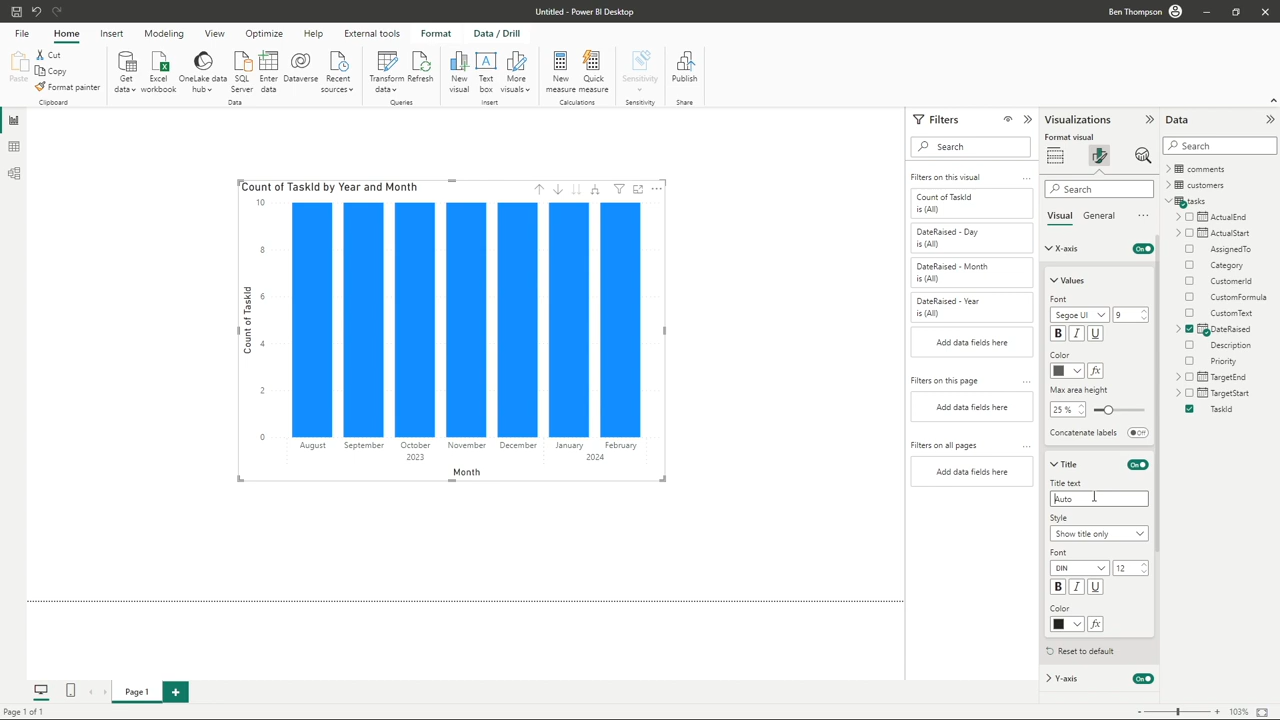 Untitled - Power BI Desktop
Ben Thompson
File
Home
Insert
Modeling
View
Optimize
Help
External tools
Format
Data / Drill
Paste
Cut
Copy
Format painter
Clipboard
Get data
Excel workbook
OneLake data hub
SQL Server
Enter data
Dataverse
Recent sources
Data
Transform data
Refresh
Queries
New visual
Text box
More visuals
Insert
New measure
Quick measure
Calculations
Sensitivity
Sensitivity
Publish
Share
Count of TaskId by Year and Month
Count of TaskId
10
8
6
4
2
0
August
September
October
November
December
January
February
2023
2024
Month
Filters
Search
Filters on this visual
Count of TaskId
is (All)
DateRaised - Day
is (All)
DateRaised - Month
is (All)
DateRaised - Year
is (All)
Add data fields here
Filters on this page
Add data fields here
Filters on all pages
Add data fields here
Visualizations
Format visual
Search
Visual
General
X-axis
On
Values
Font
Segoe UI
9
B
I
U
Color
fx
Max area height
25 %
Concatenate labels
Off
Title
On
Title text
Auto
Style
Show title only
Font
DIN
12
B
I
U
Color
fx
Reset to default
Y-axis
On
Data
Search
comments
customers
tasks
ActualEnd
ActualStart
AssignedTo
Category
CustomerId
CustomFormula
CustomText
DateRaised
Description
Priority
TargetEnd
TargetStart
TaskId
Page 1
Page 1 of 1
103%